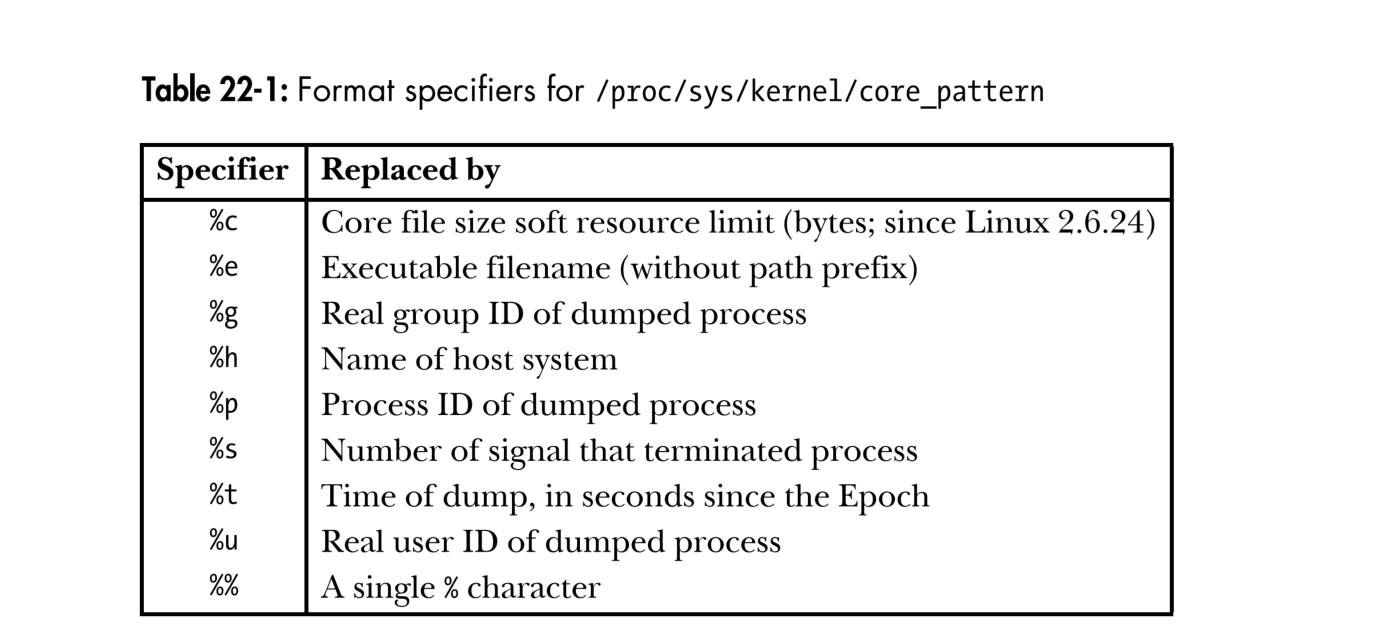 Table 22-1: Format specifiers for /proc/sys/kernel/core_pattern
Specifier Replaced by
%c Core file size soft resource limit (bytes; since Linux 2.6.24)
%e Executable filename (without path prefix)
%g Real group ID of dumped process
%h Name of host system
%p Process ID of dumped process
%s Number of signal that terminated process
%t Time of dump, in seconds since the Epoch
%u Real user ID of dumped process
%% A single % character